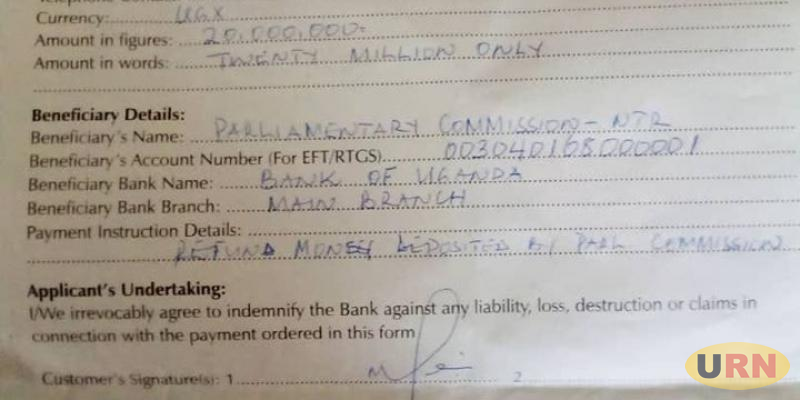 Currency: UGX
Amount in figures: 20,000,000=
Amount in words: TWENTY MILLION ONLY
Beneficiary Details:
Beneficiary's Name: PARLIAMENTARY COMMISSION - NTR
Beneficiary's Account Number (For EFT/RTGS) 003040168000001
Beneficiary Bank Name: BANK OF UGANDA
Beneficiary Bank Branch: MAIN BRANCH
Payment Instruction Details:
REFUND MONEY DEPOSITED BY PARL COMMISSION
Applicant's Undertaking:
I/We irrevocably agree to indemnify the Bank against any liability, loss, destruction or claims in
connection with the payment ordered in this form
Customer's Signature(s): 1 2
URN